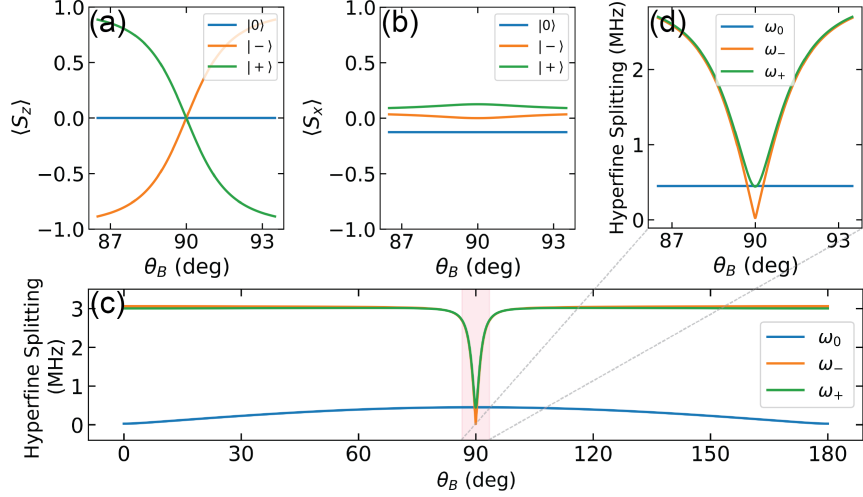 (a)
|0⟩
|−⟩
|+⟩
1.0
0.5
0.0
−0.5
−1.0
⟨S_z⟩
87 90 93
θ_B (deg)
(b)
|0⟩
|−⟩
|+⟩
1.0
0.5
0.0
−0.5
−1.0
⟨S_x⟩
87 90 93
θ_B (deg)
(d)
ω_0
ω_−
ω_+
2
1
0
Hyperfine Splitting (MHz)
87 90 93
θ_B (deg)
(c)
ω_0
ω_−
ω_+
3
2
1
0
Hyperfine Splitting
(MHz)
0 30 60 90 120 150 180
θ_B (deg)